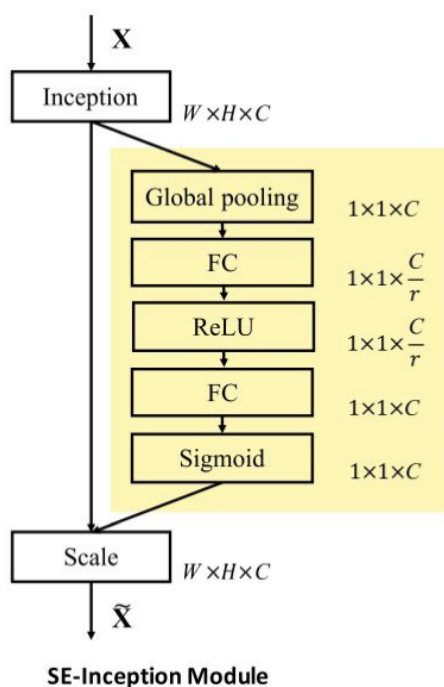 X
Inception
W×H×C
Global pooling
1×1×C
FC
1×1×C/r
ReLU
1×1×C/r
FC
1×1×C
Sigmoid
1×1×C
Scale
W×H×C
X̃
SE-Inception Module